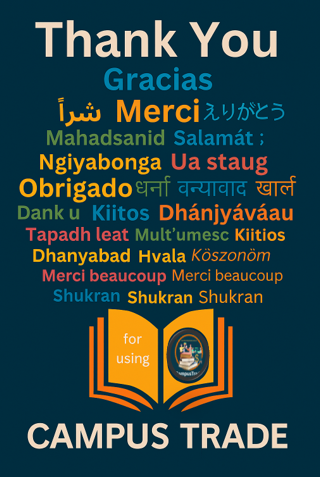 Thank You
Gracias
شراً Merci えりがとう
Mahadsanid Salamát ;
Ngiyabonga Ua staug
Obrigado धर्ना वन्यावाद खार्ल
Dank u Kiitos Dhánjyáváau
Tapadh leat Mult'umesc Kiitios
Dhanyabad Hvala Köszonöm
Merci beaucoup Merci beaucoup
Shukran Shukran Shukran
for
using
CAMPUS TRADE